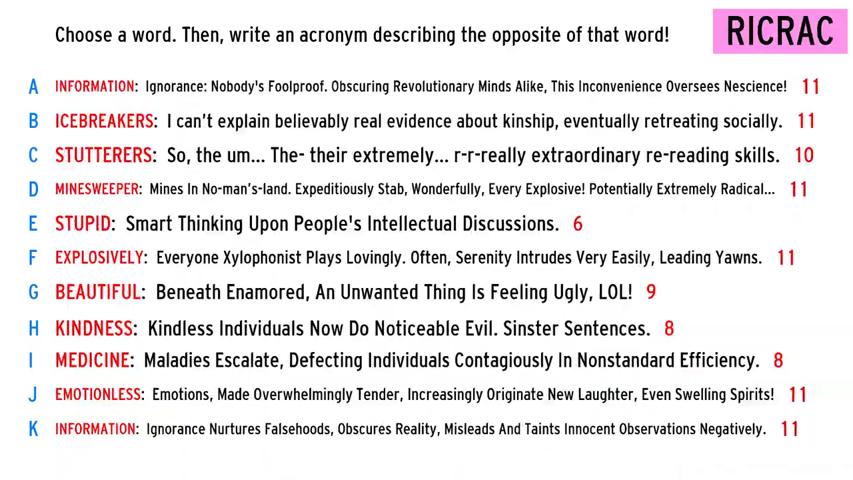 Choose a word. Then, write an acronym describing the opposite of that word!
RICRAC
A INFORMATION: Ignorance: Nobody's Foolproof. Obscuring Revolutionary Minds Alike, This Inconvenience Oversees Nescience! 11
B ICEBREAKERS: I can't explain believably real evidence about kinship, eventually retreating socially. 11
C STUTTERERS: So, the um... The- their extremely... r-r-really extraordinary re-reading skills. 10
D MINESWEEPER: Mines In No-man's-land. Expeditiously Stab, Wonderfully, Every Explosive! Potentially Extremely Radical... 11
E STUPID: Smart Thinking Upon People's Intellectual Discussions. 6
F EXPLOSIVELY: Everyone Xylophonist Plays Lovingly. Often, Serenity Intrudes Very Easily, Leading Yawns. 11
G BEAUTIFUL: Beneath Enamored, An Unwanted Thing Is Feeling Ugly, LOL! 9
H KINDNESS: Kindless Individuals Now Do Noticeable Evil. Sinster Sentences. 8
I MEDICINE: Maladies Escalate, Defecting Individuals Contagiously In Nonstandard Efficiency. 8
J EMOTIONLESS: Emotions, Made Overwhelmingly Tender, Increasingly Originate New Laughter, Even Swelling Spirits! 11
K INFORMATION: Ignorance Nurtures Falsehoods, Obscures Reality, Misleads And Taints Innocent Observations Negatively. 11